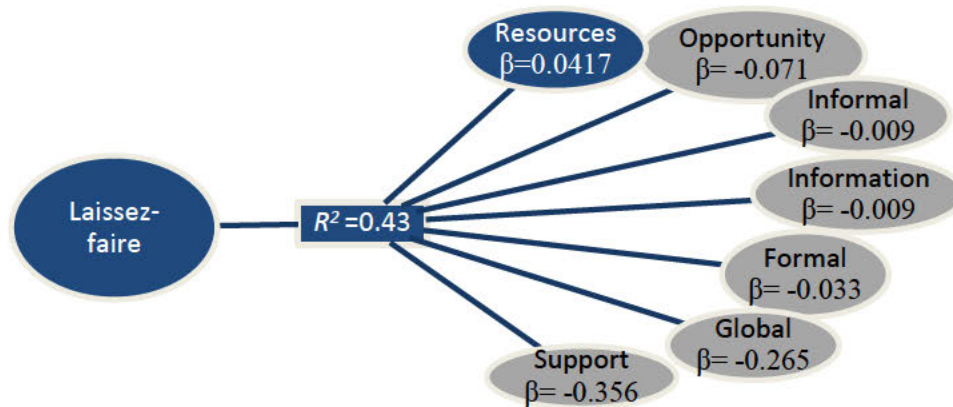 Resources
β=0.0417
Opportunity
β= -0.071
Informal
β= -0.009
Information
β= -0.009
Formal
β= -0.033
Global
β= -0.265
Support
β= -0.356
Laissez-
faire
R² =0.43